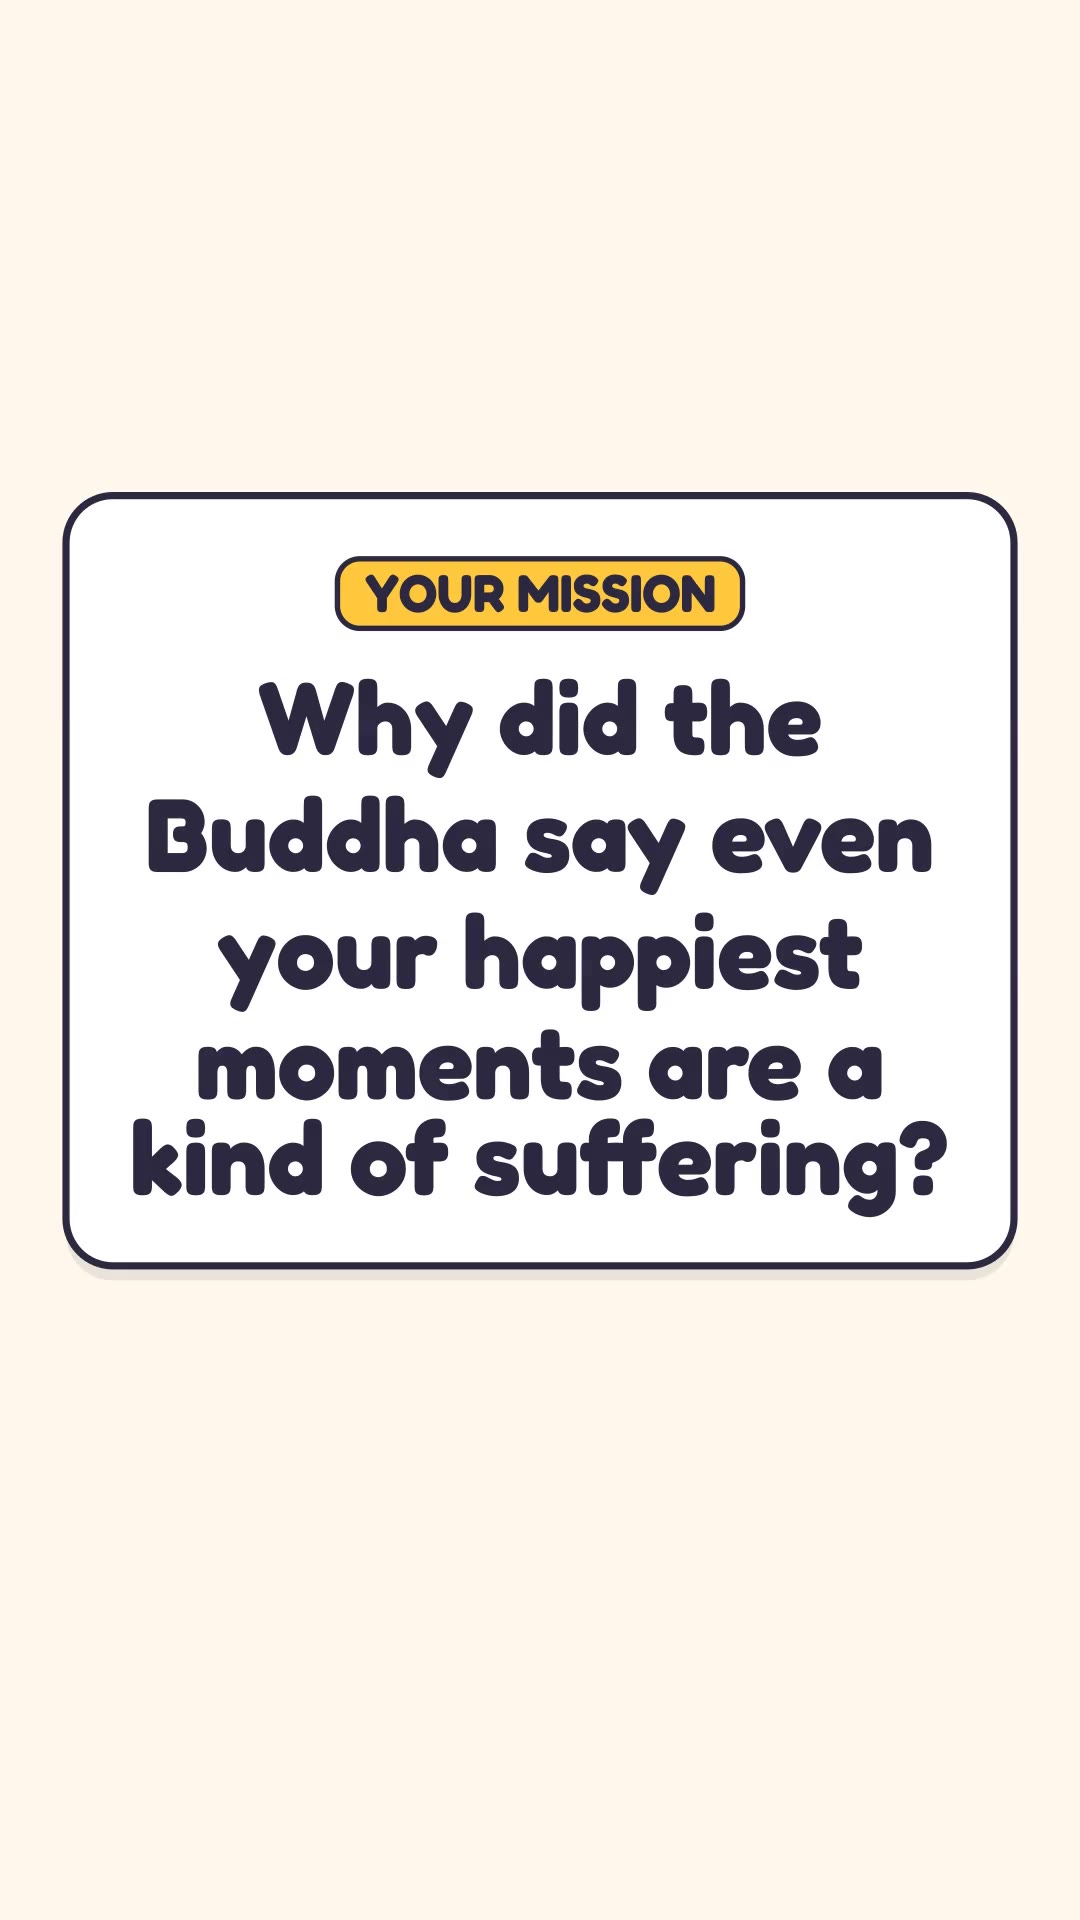 YOUR MISSION
Why did the
Buddha say even
your happiest
moments are a
kind of suffering?